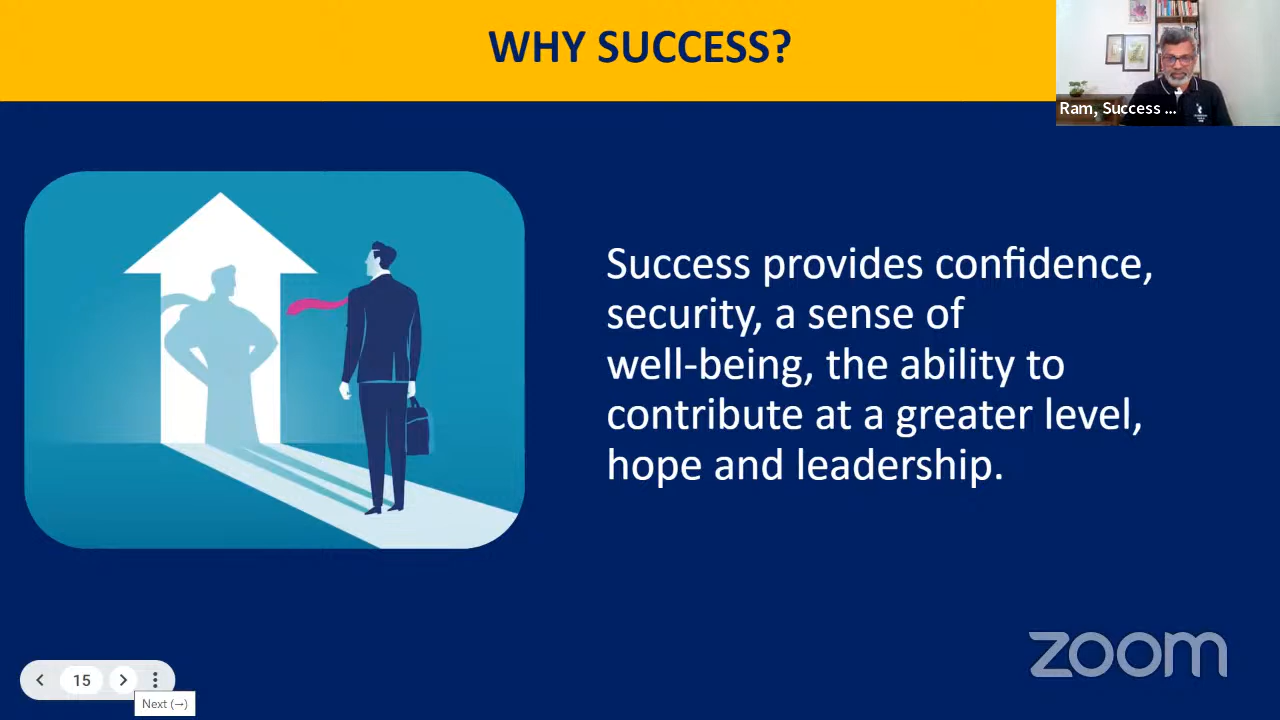 WHY SUCCESS?
Ram, Success ...
Success provides confidence,
security, a sense of
well-being, the ability to
contribute at a greater level,
hope and leadership.
zoom
15
Next (→)